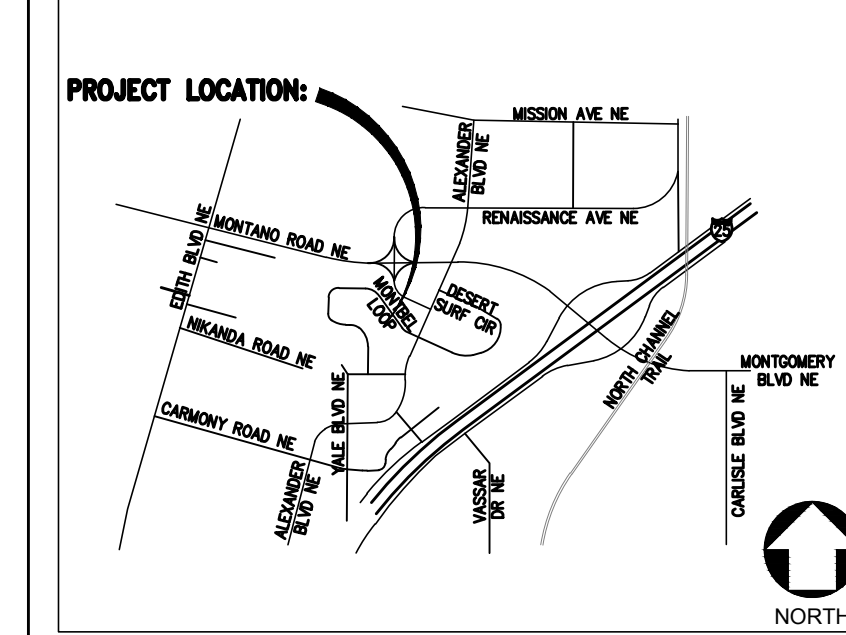 PROJECT LOCATION:
MISSION AVE NE
ALEXANDER
BLVD NE
RENAISSANCE AVE NE
EDITH BLVD NE
MONTANO ROAD NE
25
MONTBEL
LOOP
DESERT
SURF CIR
NIKANDA ROAD NE
NORTH CHANNEL
TRAIL
MONTGOMERY
BLVD NE
CARMONY ROAD NE
YALE BLVD NE
CARLISLE BLVD NE
ALEXANDER
BLVD NE
VASSAR
DR NE
NORTH